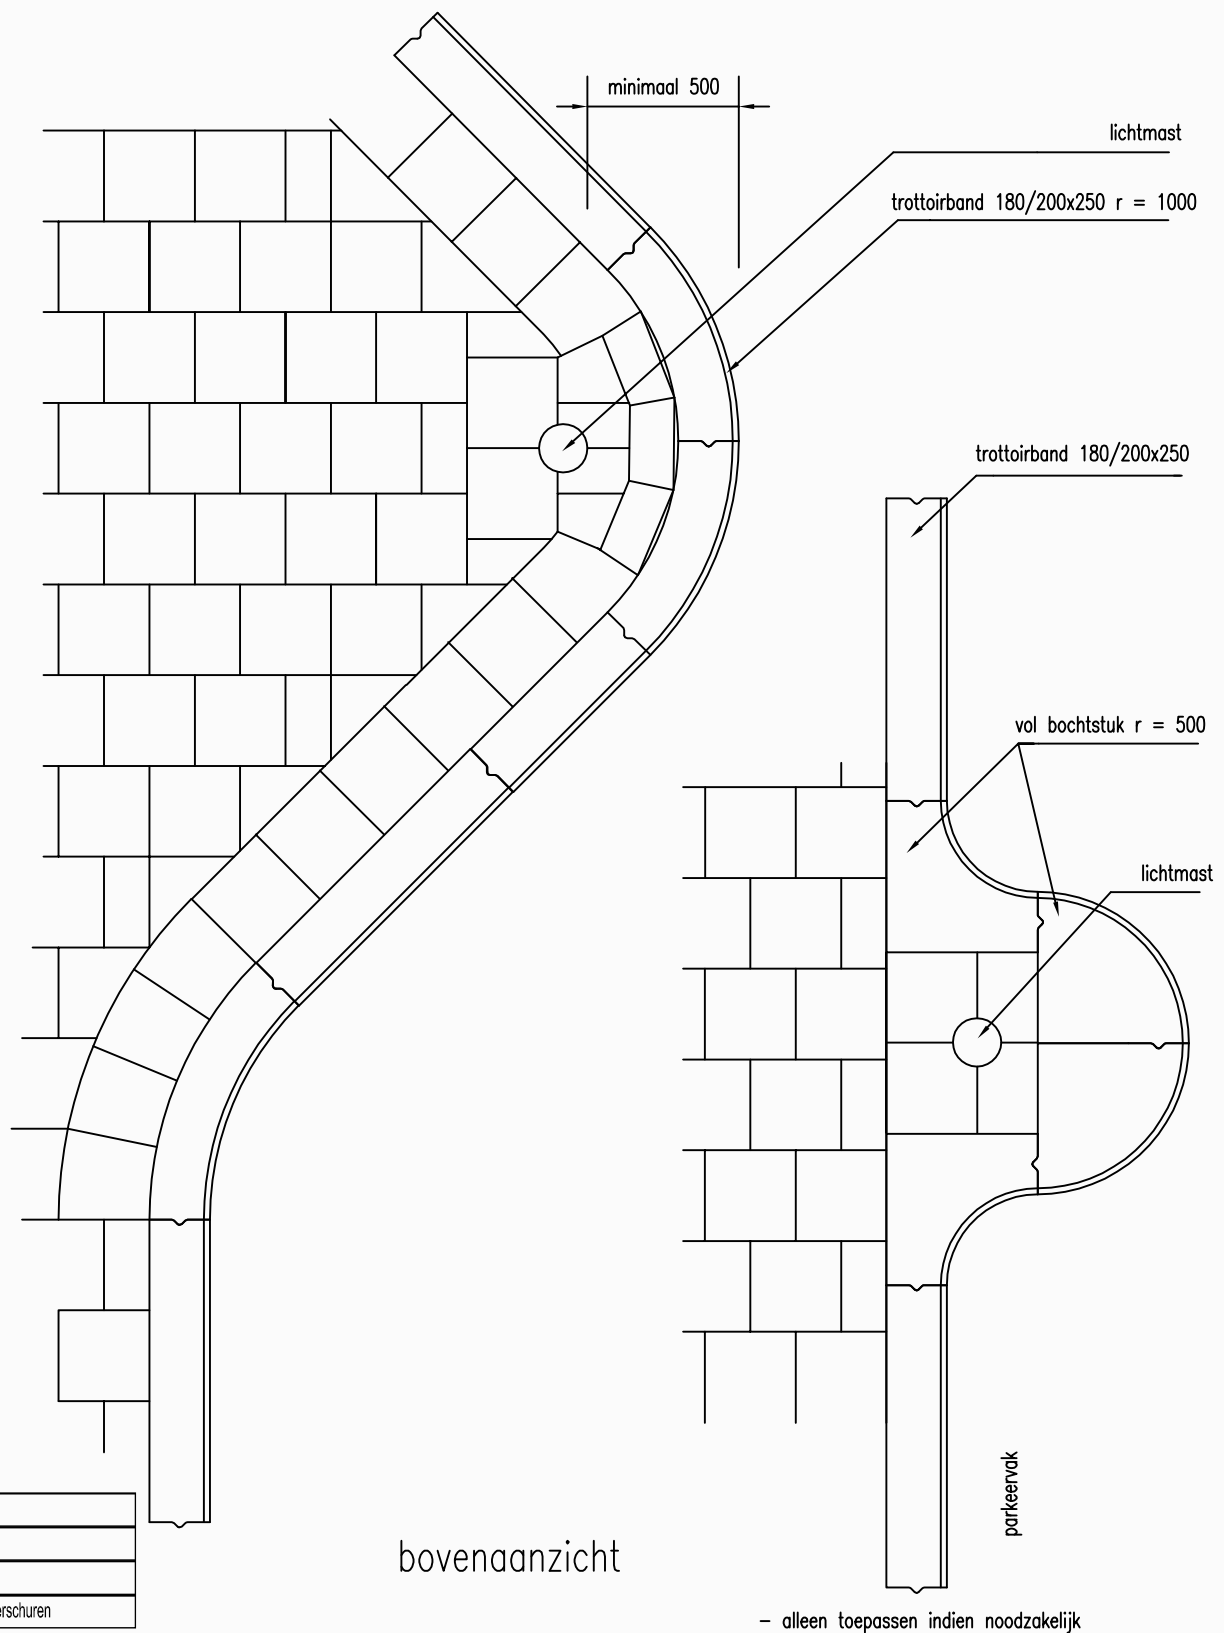 minimaal 500
lichtmast
trottoirband 180/200x250 r = 1000
trottoirband 180/200x250
vol bochtstuk r = 500
lichtmast
parkeervak
bovenaanzicht
erschuren
– alleen toepassen indien noodzakelijk